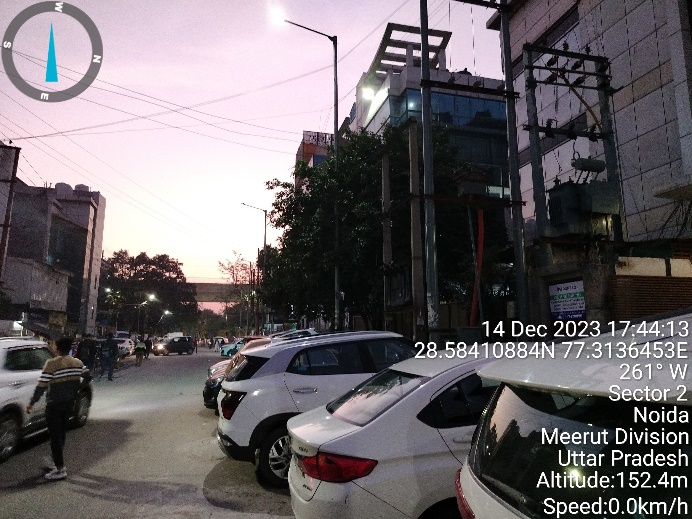 W
N
S
E
14 Dec 2023 17:44:13
28.58410884N 77.3136453E
261° W
Sector 2
Noida
Meerut Division
Uttar Pradesh
Altitude:152.4m
Speed:0.0km/h